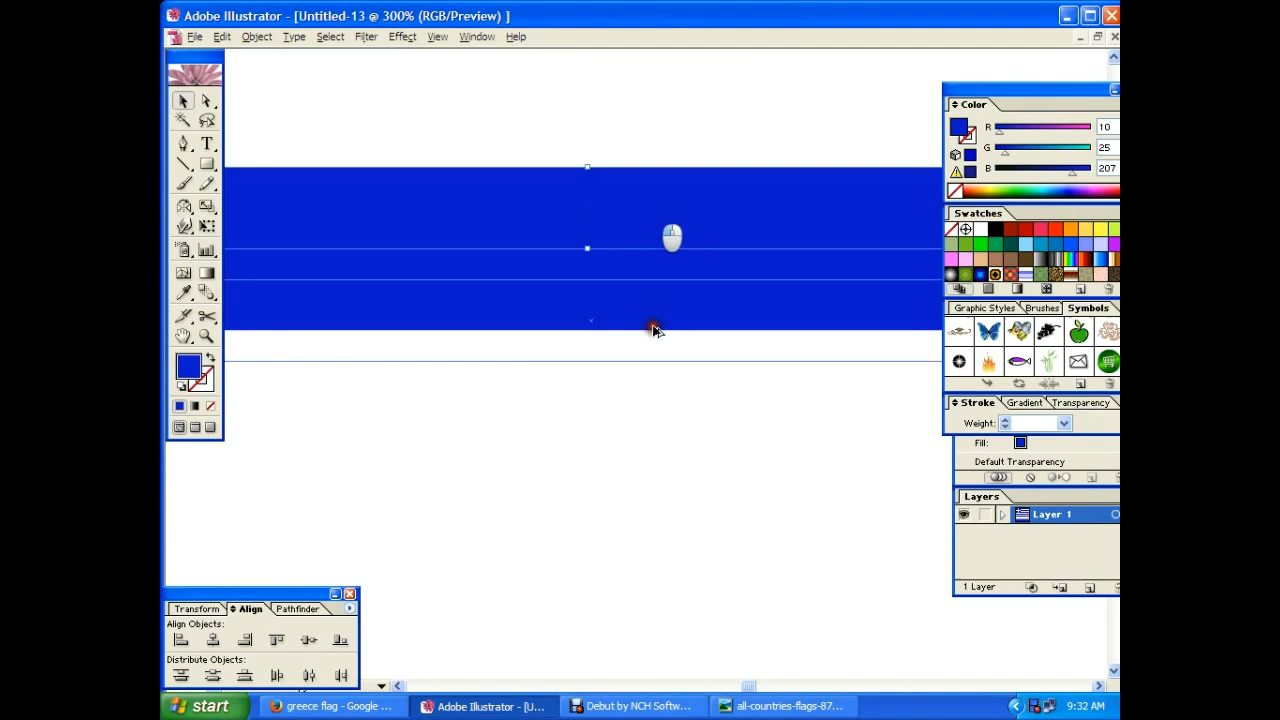 Adobe Illustrator - [Untitled-13 @ 300% (RGB/Preview) ]
File Edit Object Type Select Filter Effect View Window Help
Color
R 10
G 25
B 207
Swatches
Graphic Styles Brushes Symbols
Stroke Gradient Transparency
Weight:
Fill:
Default Transparency
Layers
Layer 1
1 Layer
Transform Align Pathfinder
Align Objects:
Distribute Objects:
start greece flag - Google ... Adobe Illustrator - [U... Debut by NCH Softw... all-countries-flags-87... 9:32 AM